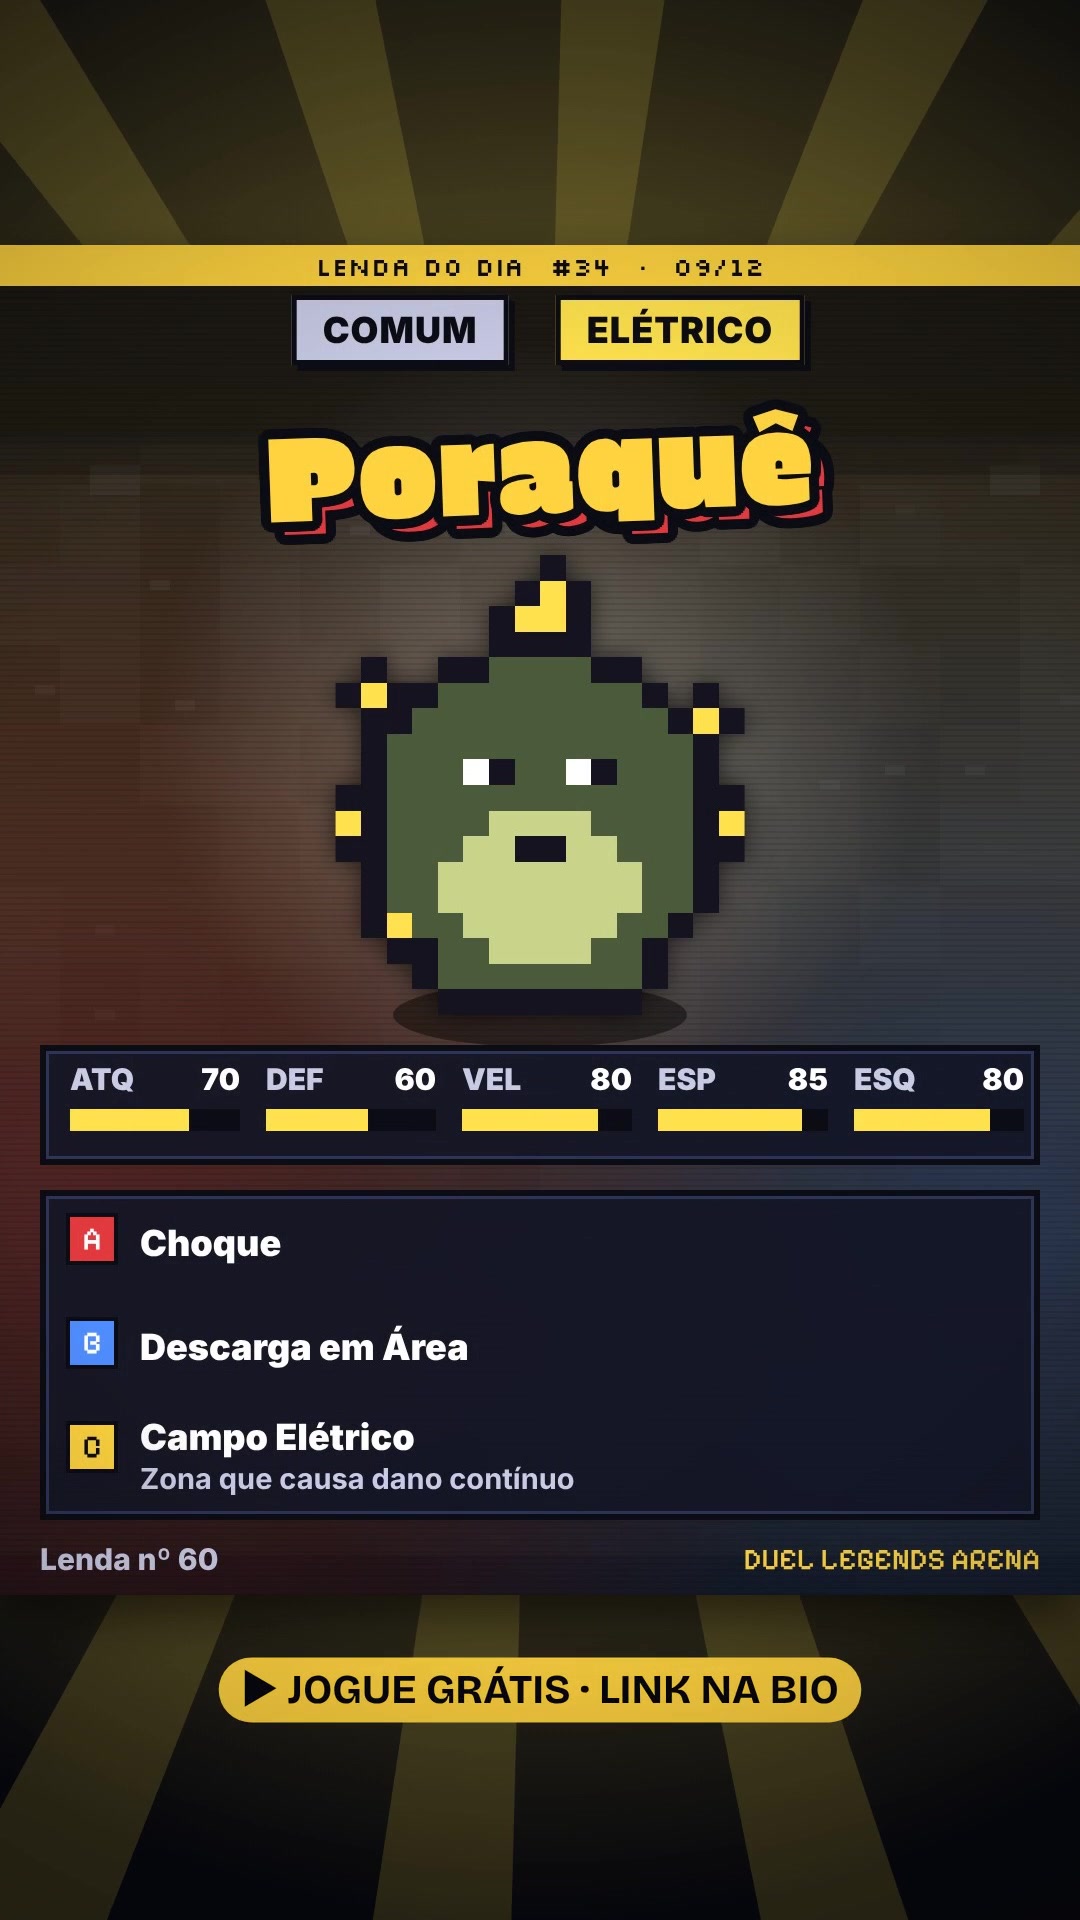 LENDA DO DIA #34 · 09/12
COMUM ELÉTRICO
Poraquê
ATQ 70 DEF 60 VEL 80 ESP 85 ESQ 80
A Choque
B Descarga em Área
C Campo Elétrico
Zona que causa dano contínuo
Lenda nº 60 DUEL LEGENDS ARENA
▶ JOGUE GRÁTIS · LINK NA BIO